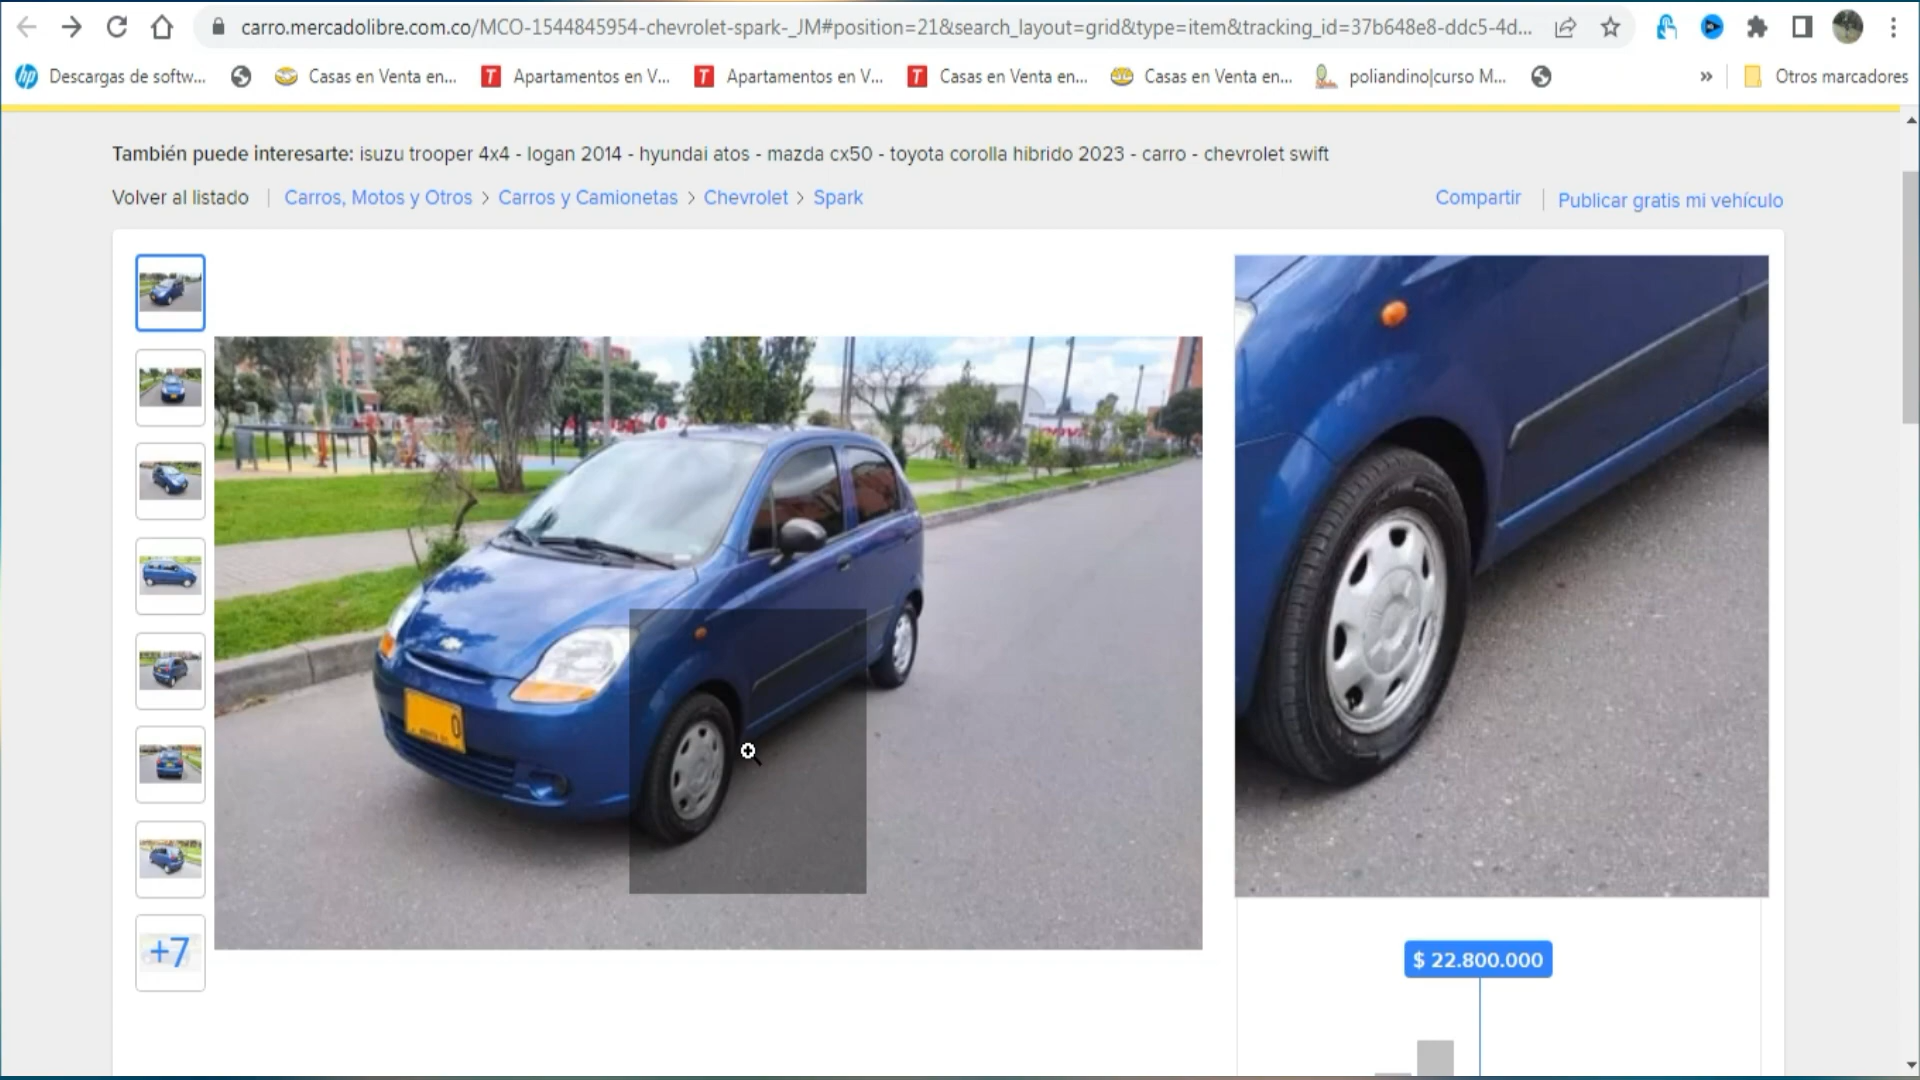 carro.mercadolibre.com.co/MCO-1544845954-chevrolet-spark-_JM#position=21&search_layout=grid&type=item&tracking_id=37b648e8-ddc5-4d...
hp Descargas de softw... Casas en Venta en... T Apartamentos en V... T Apartamentos en V... T Casas en Venta en... Casas en Venta en... poliandino|curso M... » Otros marcadores
También puede interesarte: isuzu trooper 4x4 - logan 2014 - hyundai atos - mazda cx50 - toyota corolla hibrido 2023 - carro - chevrolet swift
Volver al listado | Carros, Motos y Otros > Carros y Camionetas > Chevrolet > Spark Compartir | Publicar gratis mi vehículo
0
+7
$ 22.800.000